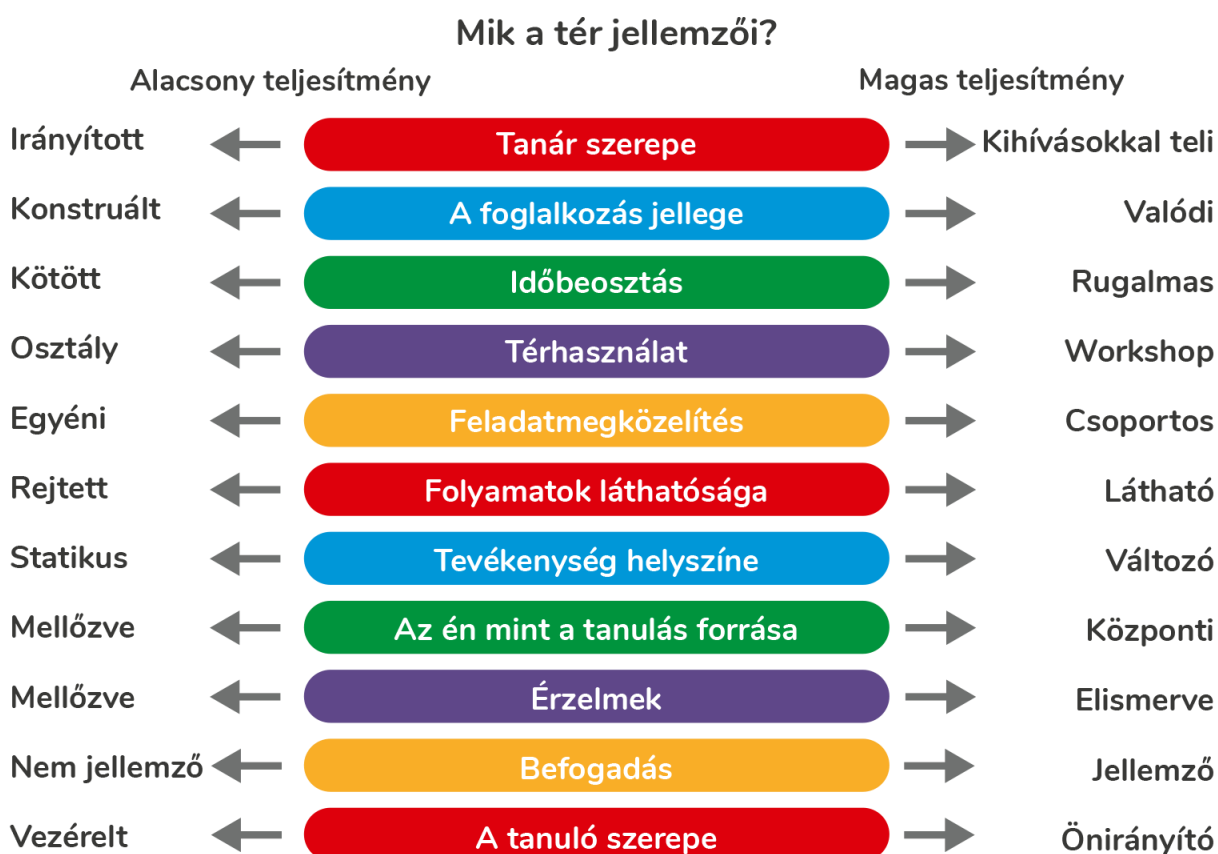 Mik a tér jellemzői?
Alacsony teljesítmény Magas teljesítmény
Irányított Tanár szerepe Kihívásokkal teli
Konstruált A foglalkozás jellege Valódi
Kötött Időbeosztás Rugalmas
Osztály Térhasználat Workshop
Egyéni Feladatmegközelítés Csoportos
Rejtett Folyamatok láthatósága Látható
Statikus Tevékenység helyszíne Változó
Mellőzve Az én mint a tanulás forrása Központi
Mellőzve Érzelmek Elismerve
Nem jellemző Befogadás Jellemző
Vezérelt A tanuló szerepe Önirányító